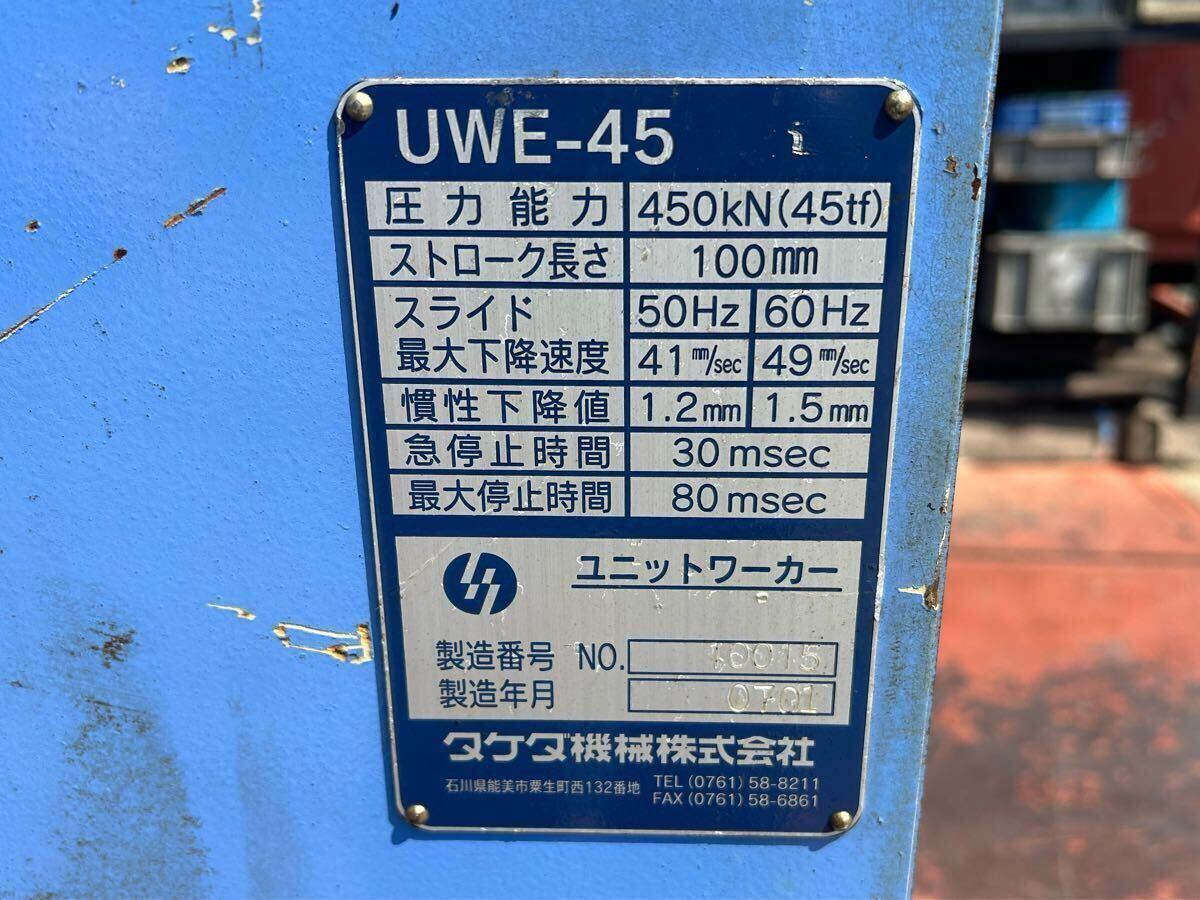 UWE-45
圧力能力 450kN(45tf)
ストローク長さ 100mm
スライド 50Hz 60Hz
最大下降速度 41mm/sec 49mm/sec
慣性下降値 1.2mm 1.5mm
急停止時間 30msec
最大停止時間 80msec
ユニットワーカー
製造番号 NO. 10015
製造年月 0701
タケダ機械株式会社
石川県能美市粟生町西132番地 TEL (0761) 58-8211
FAX (0761) 58-6861